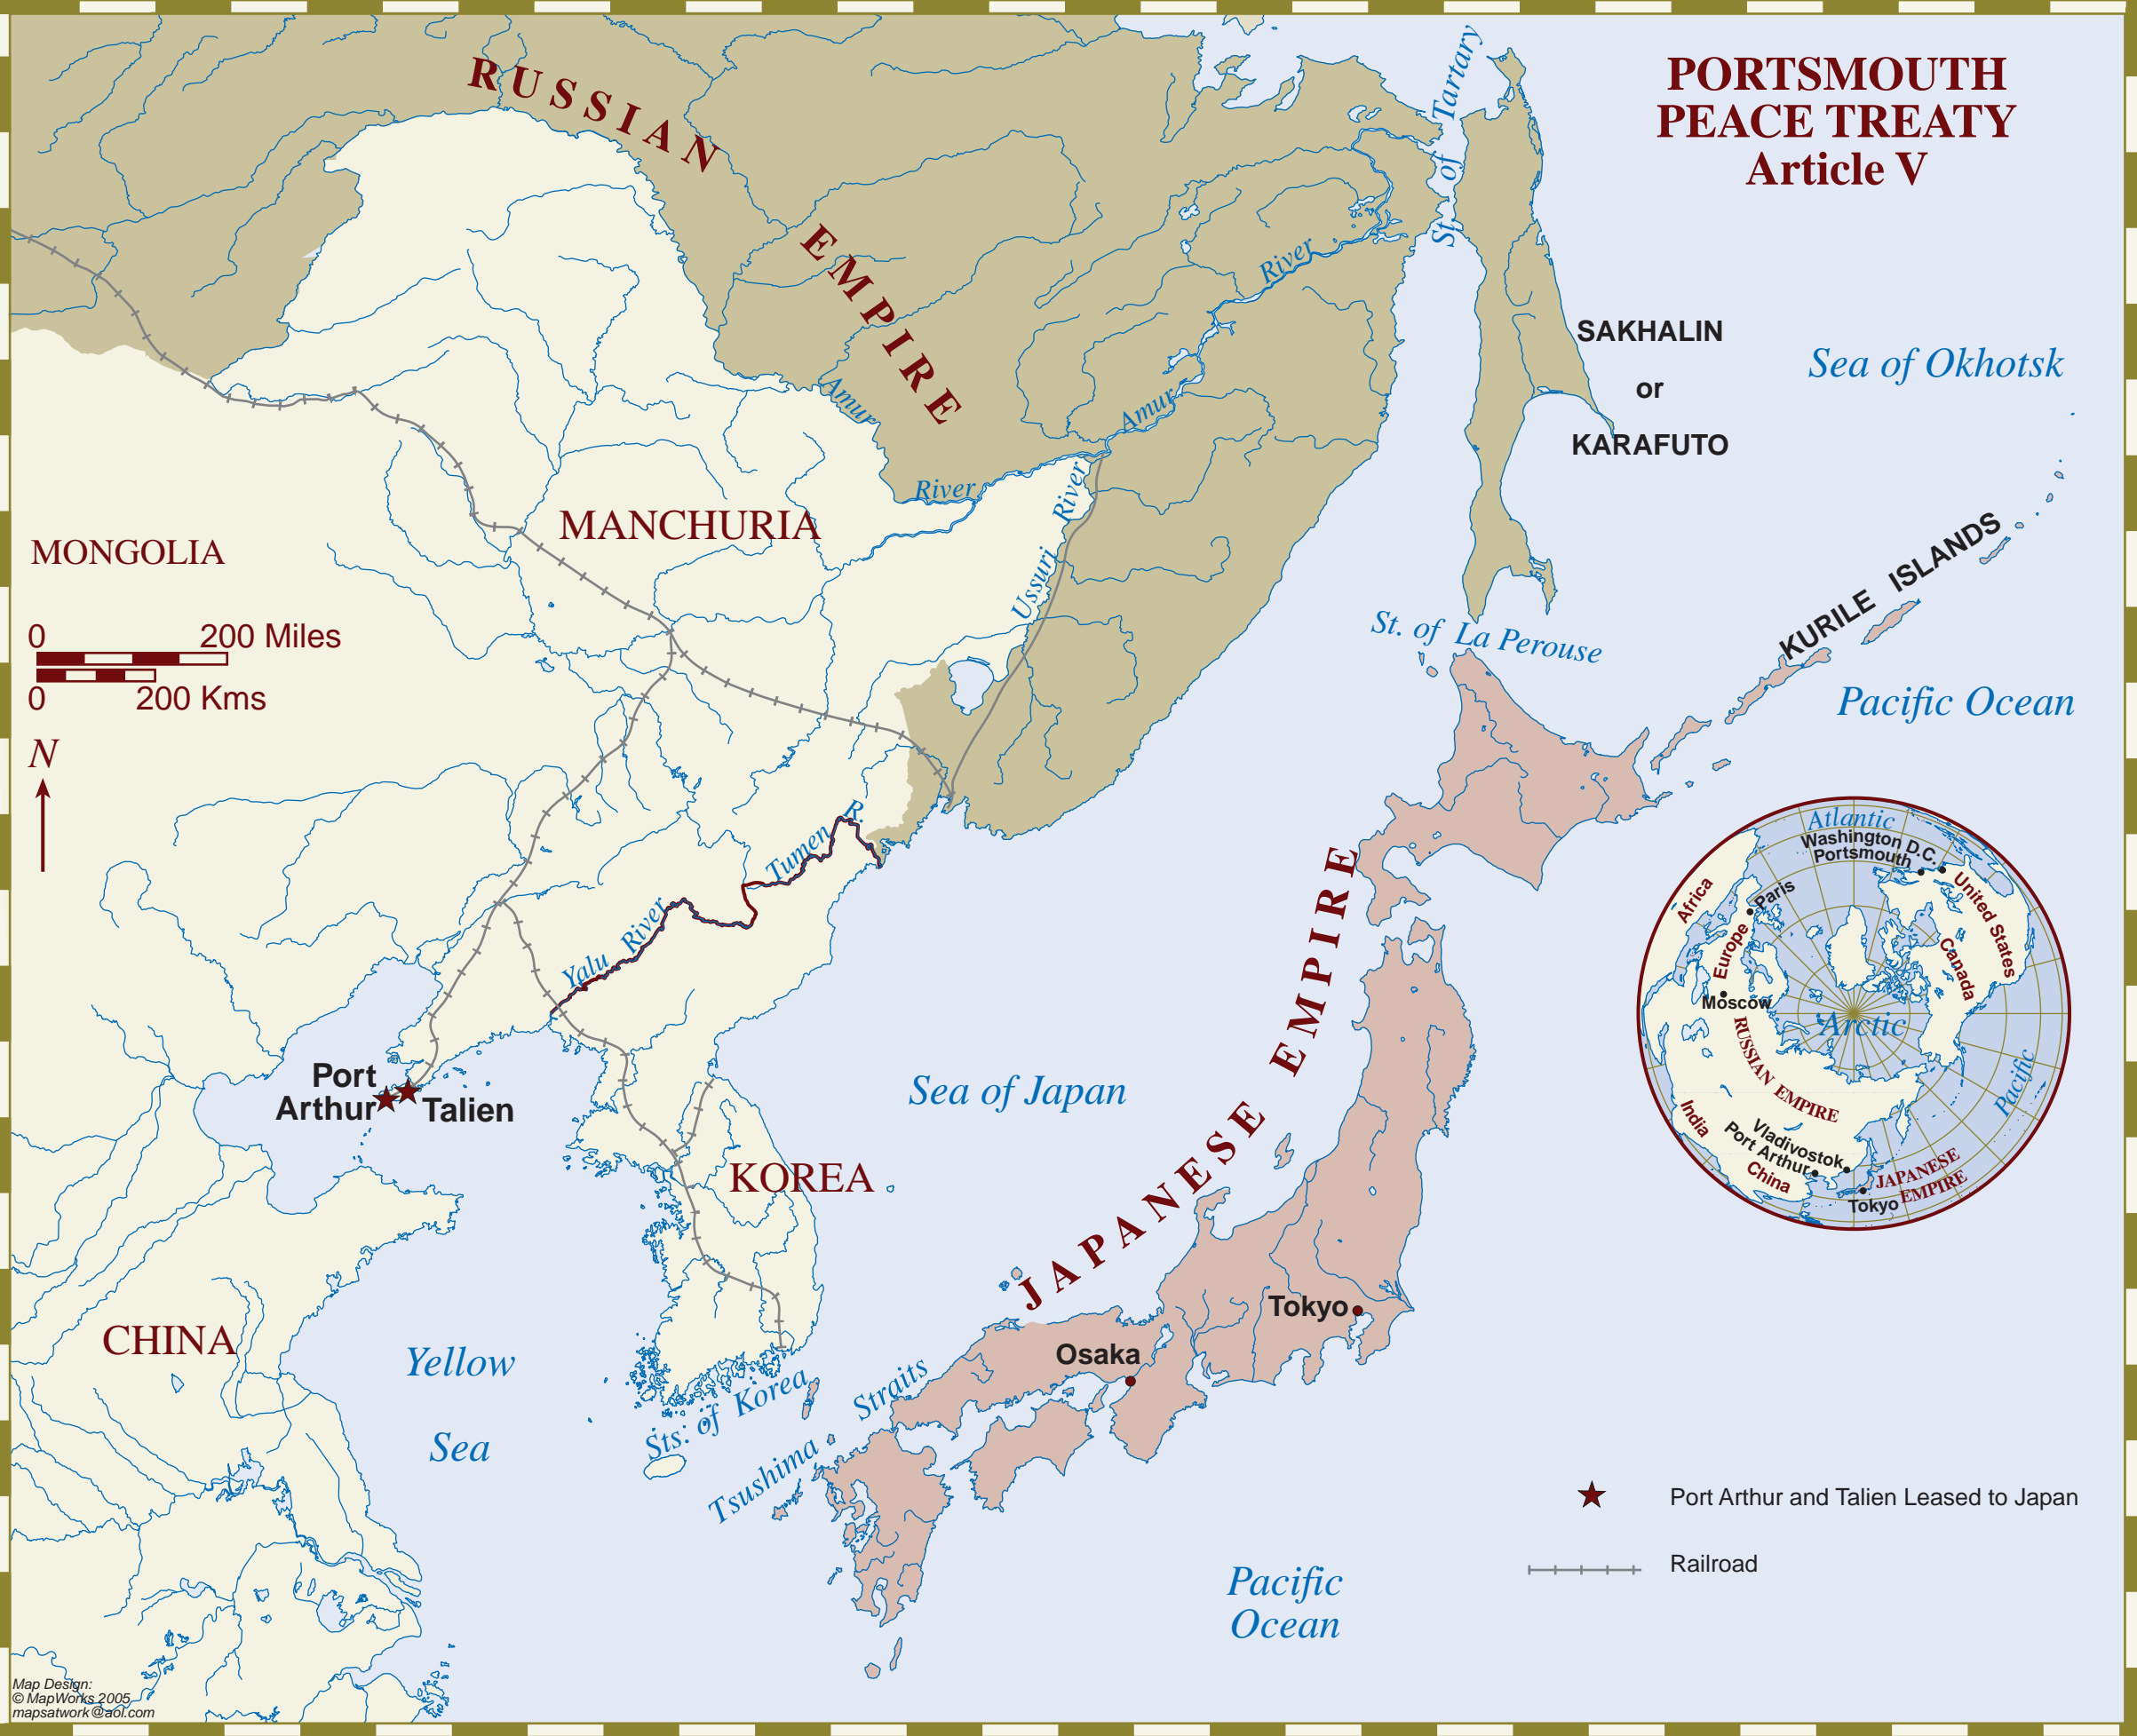 PORTSMOUTH
PEACE TREATY
Article V
RUSSIAN
EMPIRE
St. of Tartary
SAKHALIN
or
KARAFUTO
Sea of Okhotsk
Amur
River
Amur
River
Ussuri River
MANCHURIA
MONGOLIA
0 200 Miles
0 200 Kms
N
St. of La Perouse
KURILE ISLANDS
Pacific Ocean
Tumen R.
Yalu River
Port
Arthur
Talien
KOREA
Sea of Japan
JAPANESE EMPIRE
Tokyo
Osaka
CHINA
Yellow
Sea
Sts. of Korea
Tsushima Straits
Pacific
Ocean
Atlantic
Washington D.C.
Portsmouth
Africa
Paris
United States
Europe
Canada
Moscow
Arctic
RUSSIAN EMPIRE
Pacific
India
Vladivostok
Port Arthur
China
JAPANESE
EMPIRE
Tokyo
Port Arthur and Talien Leased to Japan
Railroad
Map Design:
© MapWorks 2005
mapsatwork@aol.com